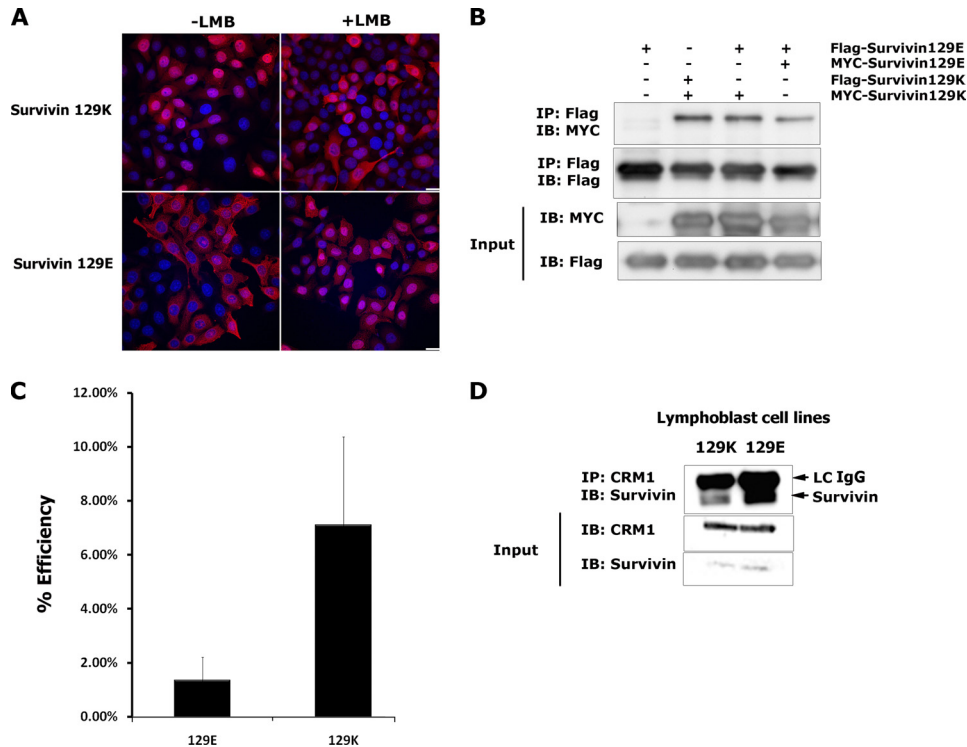 A
-LMB
+LMB
Survivin 129K
Survivin 129E
B
+ - + + Flag-Survivin129E
- - - + MYC-Survivin129E
- + - - Flag-Survivin129K
- + + - MYC-Survivin129K
IP: Flag
IB: MYC
IP: Flag
IB: Flag
Input
IB: MYC
IB: Flag
C
% Efficiency
12.00%
10.00%
8.00%
6.00%
4.00%
2.00%
0.00%
129E
129K
D
Lymphoblast cell lines
129K 129E
IP: CRM1
IB: Survivin
LC IgG
Survivin
Input
IB: CRM1
IB: Survivin